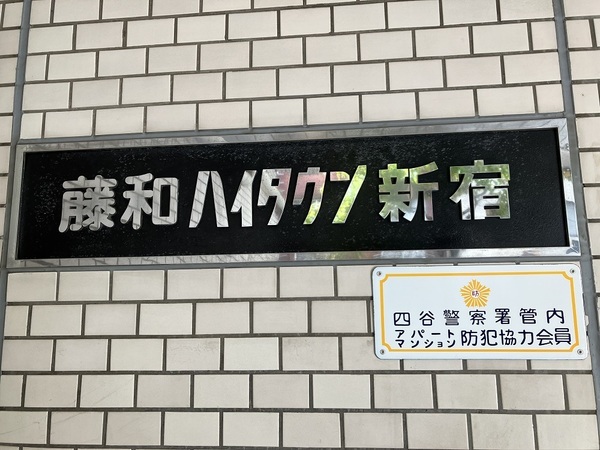 藤和ハイタウン新宿
防
四谷警察署管内
アパート
マンション防犯協力会員